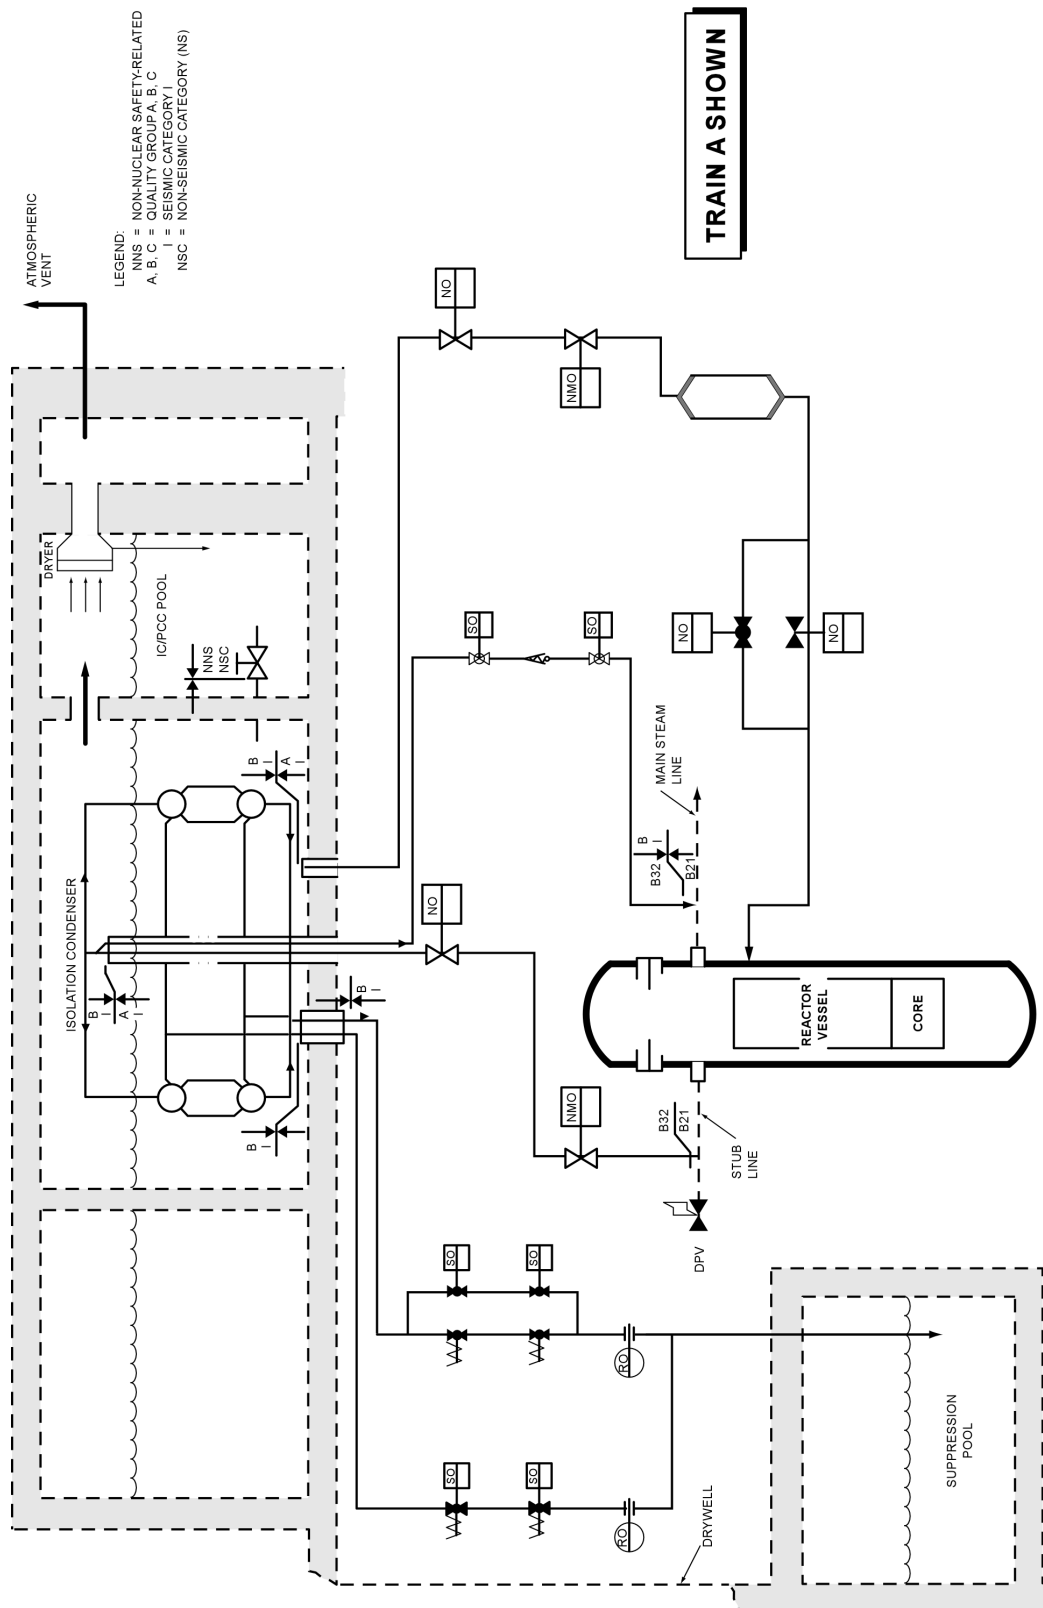 ATMOSPHERIC
VENT
LEGEND:
NNS = NON-NUCLEAR SAFETY-RELATED
A, B, C = QUALITY GROUP A, B, C
I = SEISMIC CATEGORY I
NSC = NON-SEISMIC CATEGORY (NS)
TRAIN A SHOWN
DRYER
IC/PCC POOL
NNS
NSC
ISOLATION CONDENSER
B
I
A
I
B
I
A
I
B
I
B
I
NO
NMO
SO
SO
NO
NO
NO
MAIN STEAM
LINE
B
I
B32
B21
REACTOR
VESSEL
CORE
NMO
B32
B21
STUB
LINE
DPV
SO
SO
SO
SO
RO
RO
DRYWELL
SUPPRESSION
POOL